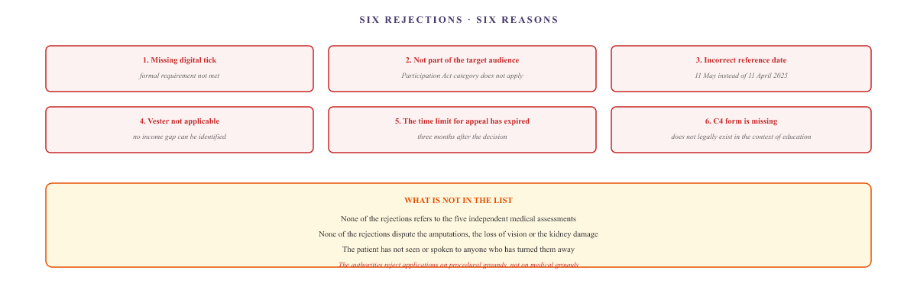 SIX REJECTIONS · SIX REASONS
1. Missing digital tick
formal requirement not met
2. Not part of the target audience
Participation Act category does not apply
3. Incorrect reference date
11 May instead of 11 April 2025
4. Vester not applicable
no income gap can be identified
5. The time limit for appeal has expired
three months after the decision
6. C4 form is missing
does not legally exist in the context of education
WHAT IS NOT IN THE LIST
None of the rejections refers to the five independent medical assessments
None of the rejections dispute the amputations, the loss of vision or the kidney damage
The patient has not seen or spoken to anyone who has turned them away
The authorities reject applications on procedural grounds, not on medical grounds